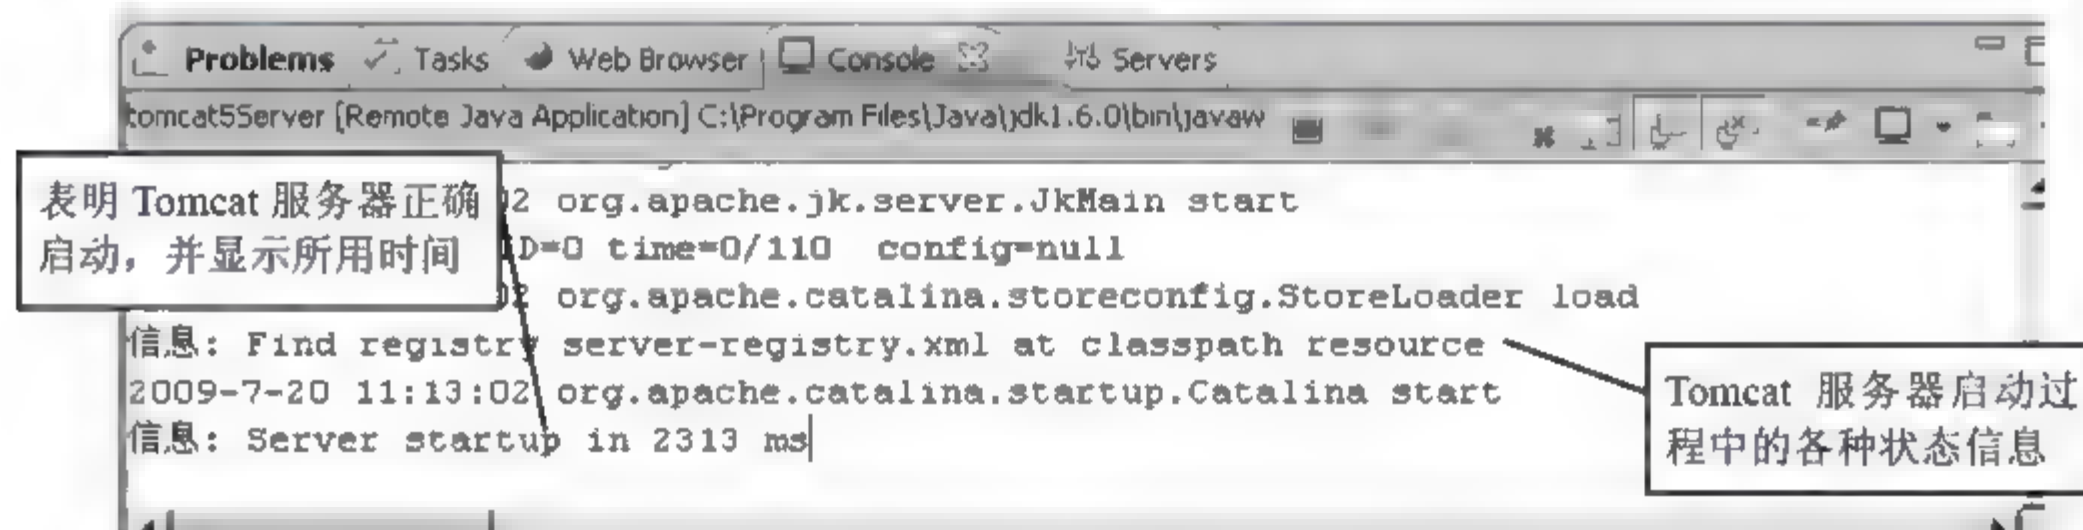 Problems Tasks Web Browser Console Servers
tomcat5Server [Remote Java Application] C:\Program Files\Java\jdk1.6.0\bin\javaw
表明 Tomcat 服务器正确
启动，并显示所用时间
02 org.apache.jk.server.JkMain start
ID=0 time=0/110 config=null
02 org.apache.catalina.storeconfig.StoreLoader load
信息: Find registry server-registry.xml at classpath resource
2009-7-20 11:13:02 org.apache.catalina.startup.Catalina start
信息: Server startup in 2313 ms
Tomcat 服务器启动过
程中的各种状态信息